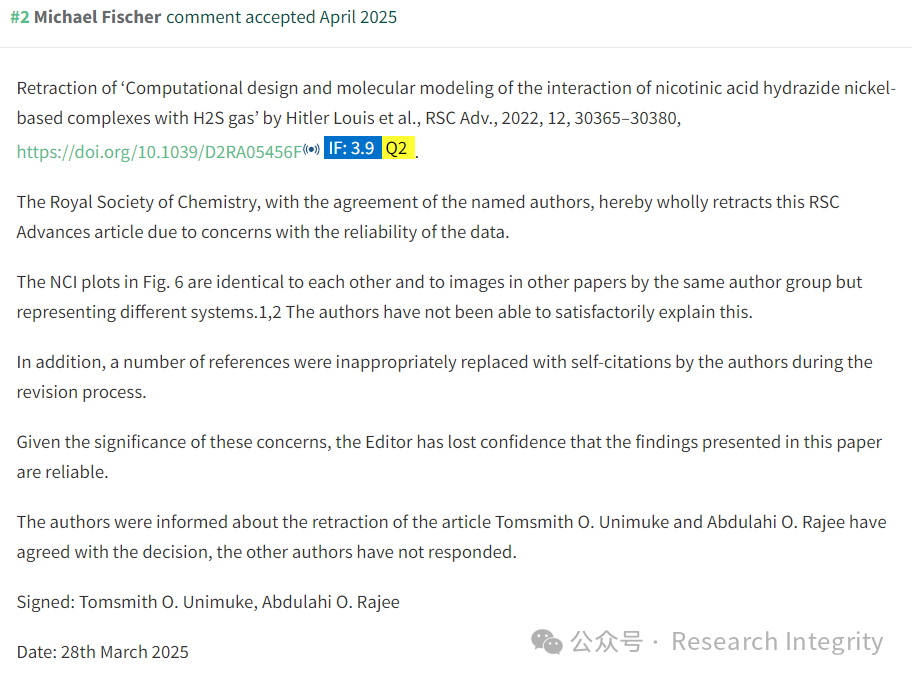 #2 Michael Fischer comment accepted April 2025
Retraction of ‘Computational design and molecular modeling of the interaction of nicotinic acid hydrazide nickel-
based complexes with H2S gas’ by Hitler Louis et al., RSC Adv., 2022, 12, 30365–30380,
https://doi.org/10.1039/D2RA05456F IF: 3.9 Q2 .
The Royal Society of Chemistry, with the agreement of the named authors, hereby wholly retracts this RSC
Advances article due to concerns with the reliability of the data.
The NCI plots in Fig. 6 are identical to each other and to images in other papers by the same author group but
representing different systems.1,2 The authors have not been able to satisfactorily explain this.
In addition, a number of references were inappropriately replaced with self-citations by the authors during the
revision process.
Given the significance of these concerns, the Editor has lost confidence that the findings presented in this paper
are reliable.
The authors were informed about the retraction of the article Tomsmith O. Unimuke and Abdulahi O. Rajee have
agreed with the decision, the other authors have not responded.
Signed: Tomsmith O. Unimuke, Abdulahi O. Rajee
Date: 28th March 2025
公众号 · Research Integrity